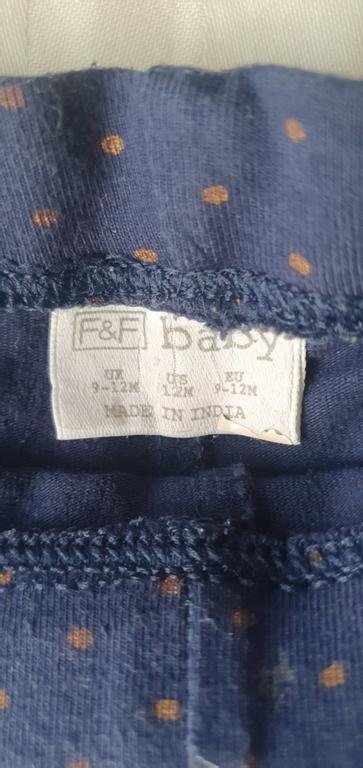 F&F baby
UK US EU
9-12M 12M 9-12M
MADE IN INDIA